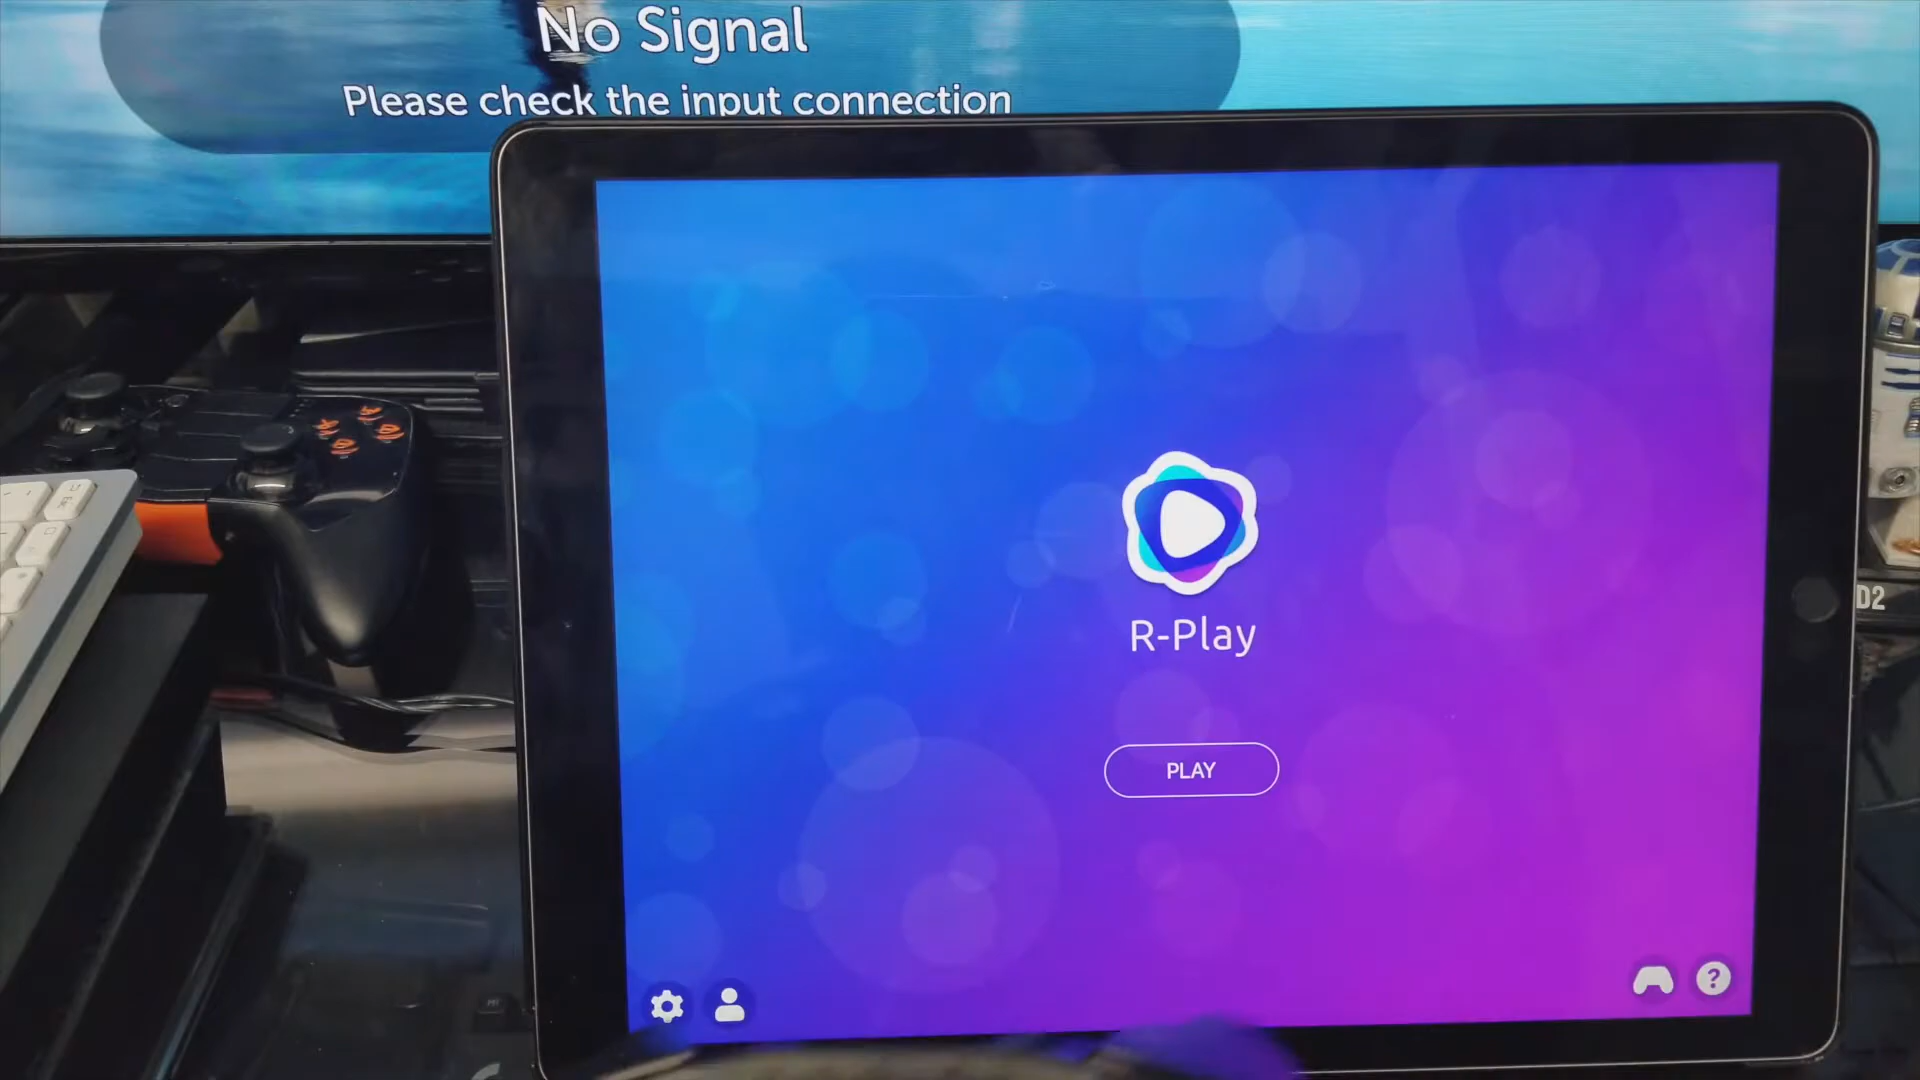 No Signal
Please check the input connection
R-Play
PLAY
?
D2